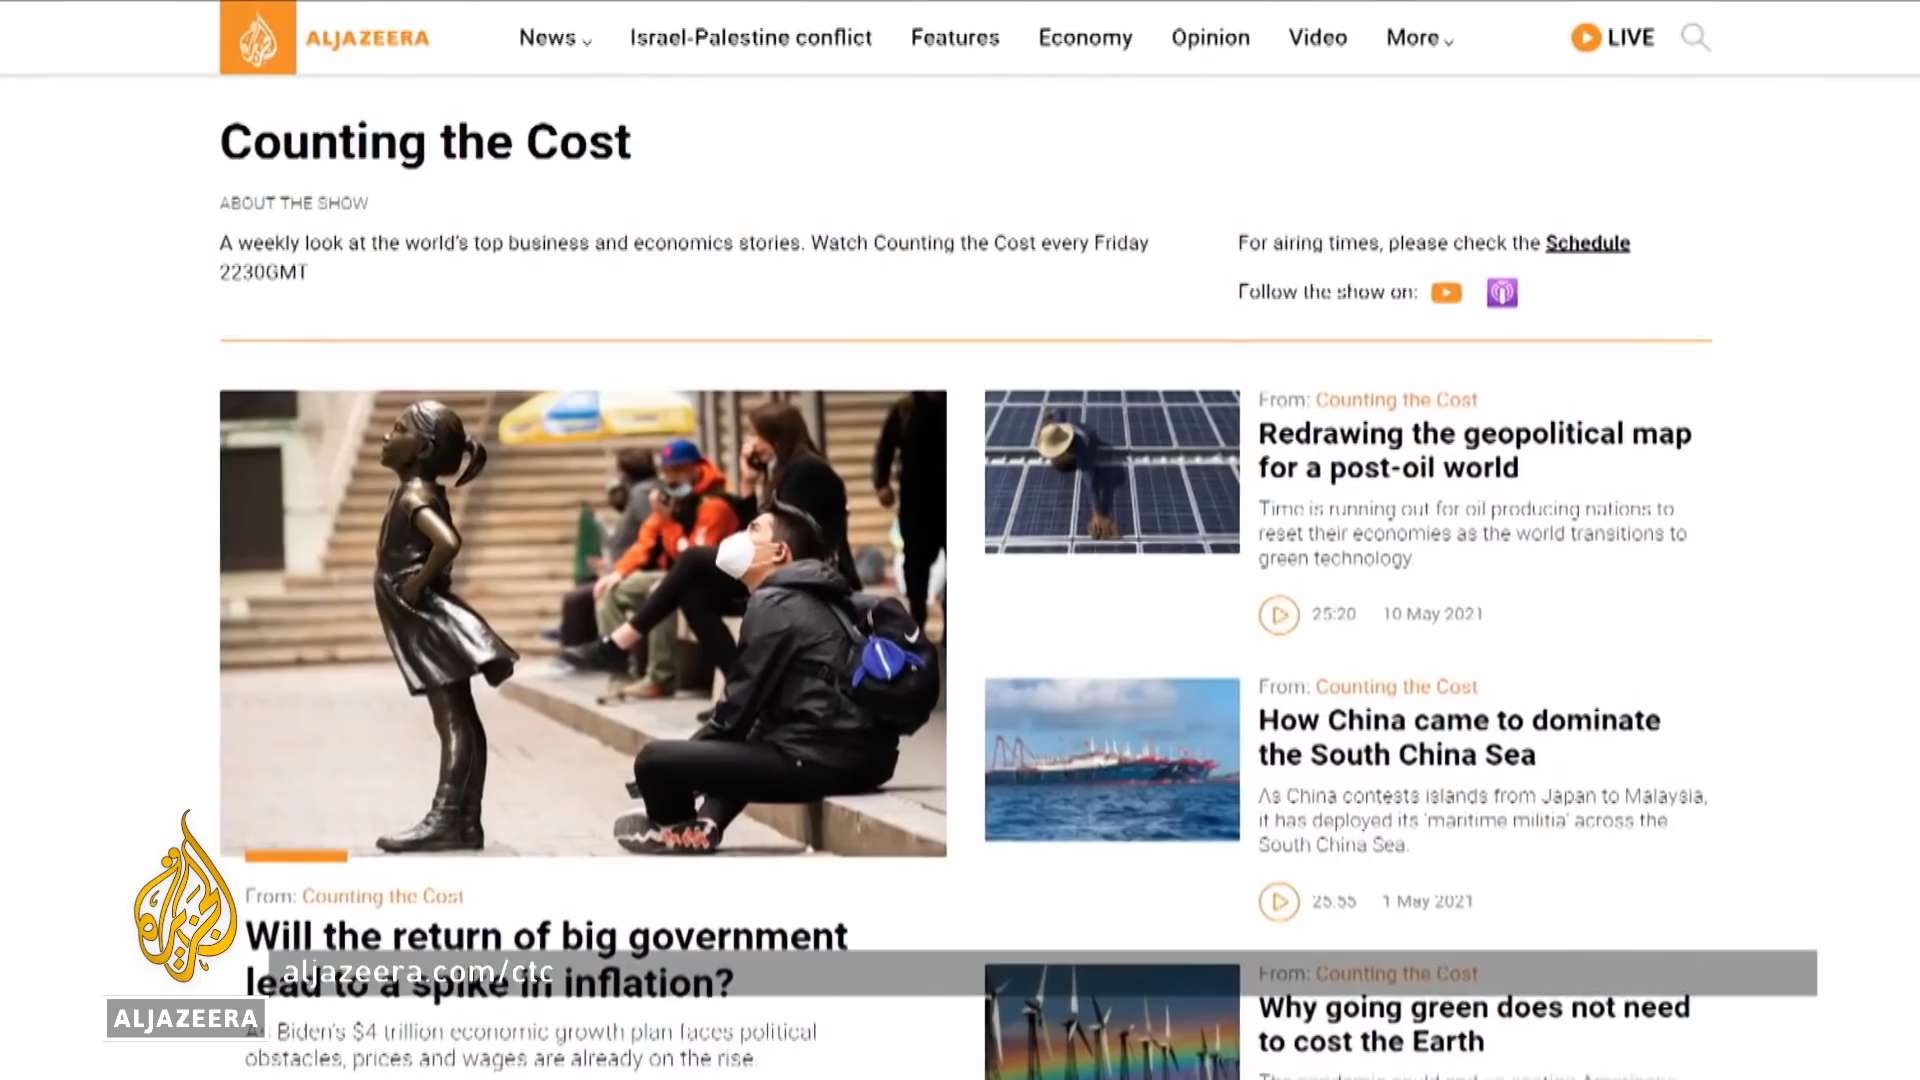 ALJAZEERA
News
Israel-Palestine conflict
Features
Economy
Opinion
Video
More
LIVE
Counting the Cost
ABOUT THE SHOW
A weekly look at the world's top business and economics stories. Watch Counting the Cost every Friday
2230GMT
For airing times, please check the Schedule
Follow the show on:
From: Counting the Cost
Redrawing the geopolitical map
for a post-oil world
Time is running out for oil producing nations to
reset their economies as the world transitions to
green technology.
25:20 10 May 2021
From: Counting the Cost
How China came to dominate
the South China Sea
As China contests islands from Japan to Malaysia,
it has deployed its 'maritime militia' across the
South China Sea.
25:55 1 May 2021
From: Counting the Cost
Why going green does not need
to cost the Earth
From: Counting the Cost
Will the return of big government
lead to a spike in inflation?
As Biden's $4 trillion economic growth plan faces political
obstacles, prices and wages are already on the rise.
aljazeera.com/ctc
الجزيرة
ALJAZEERA